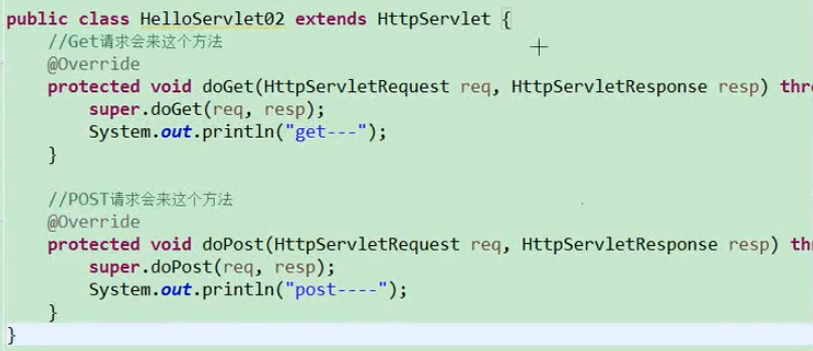 public class HelloServlet02 extends HttpServlet {
//Get请求会来这个方法
@Override
protected void doGet(HttpServletRequest req, HttpServletResponse resp) thr
super.doGet(req, resp);
System.out.println("get---");
}
//POST请求会来这个方法
@Override
protected void doPost(HttpServletRequest req, HttpServletResponse resp) th
super.doPost(req, resp);
System.out.println("post----");
}
}